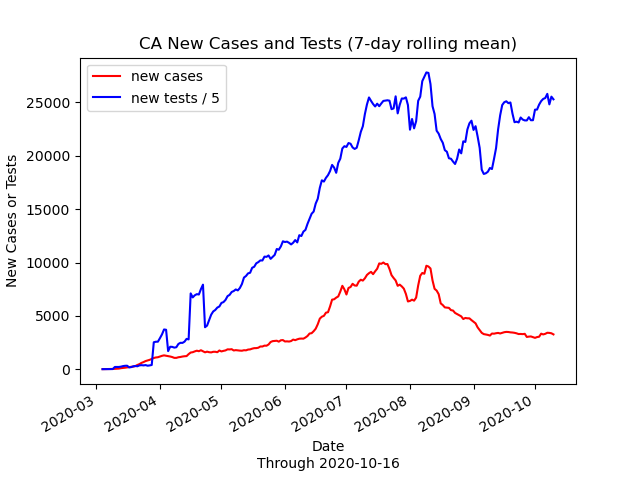 CA New Cases and Tests (7-day rolling mean)
new cases
new tests / 5
New Cases or Tests
25000
20000
15000
10000
5000
0
2020-03
2020-04
2020-05
2020-06
2020-07
2020-08
2020-09
2020-10
Date
Through 2020-10-16